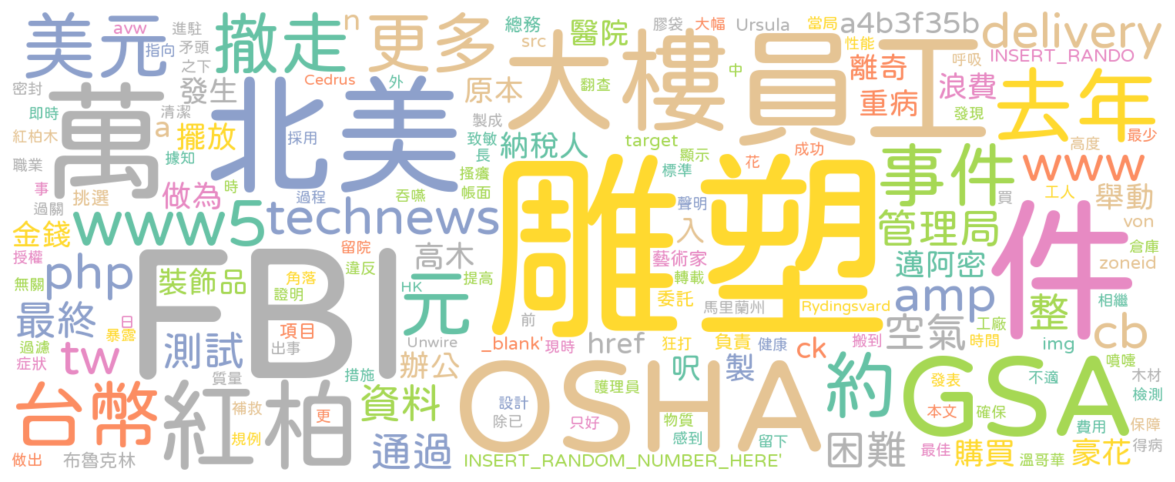 雕塑
FBI
OSHA
GSA
大樓
員工
北美
件
萬
紅柏
元
去年
台幣
美元
撤走
更多
約
事件
www5
www
technews
delivery
php
amp
tw
cb
管理局
最終
測試
通過
資料
困難
空氣
整
製
呎
購買
豪花
邁阿密
舉動
浪費
離奇
重病
a4b3f35b
醫院
納稅人
原本
發生
擺放
做為
金錢
裝飾品
高木
辦公
href
ck
入
n
a
INSERT_RANDO
INSERT_RANDOM_NUMBER_HERE'
_blank'
avw
進駐
矛頭
指向
之下
密封
即時
清潔
紅柏木
據知
職業
事
時
過關
挑選
授權
無關
日
暴露
過濾
症狀
做出
布魯克林
規例
補救
更
項目
出事
質量
角落
證明
違反
留院
措施
Cedrus
外
採用
過程
吞嚥
提高
HK
Unwire
前
總務
src
膠袋
大幅
Ursula
當局
翻查
中
性能
呼吸
製成
致敏
長
搔癢
帳面
target
顯示
標準
花
成功
聲明
藝術家
轉載
委託
馬里蘭州
Rydingsvard
狂打
負責
健康
搬到
現時
護理員
設計
除已
只好
物質
感到
留下
發現
高度
最少
買
工人
von
倉庫
zoneid
相繼
工廠
時間
img
噴嚏
發表
不適
木材
檢測
本文
確保
費用
保障
得病
最佳
溫哥華